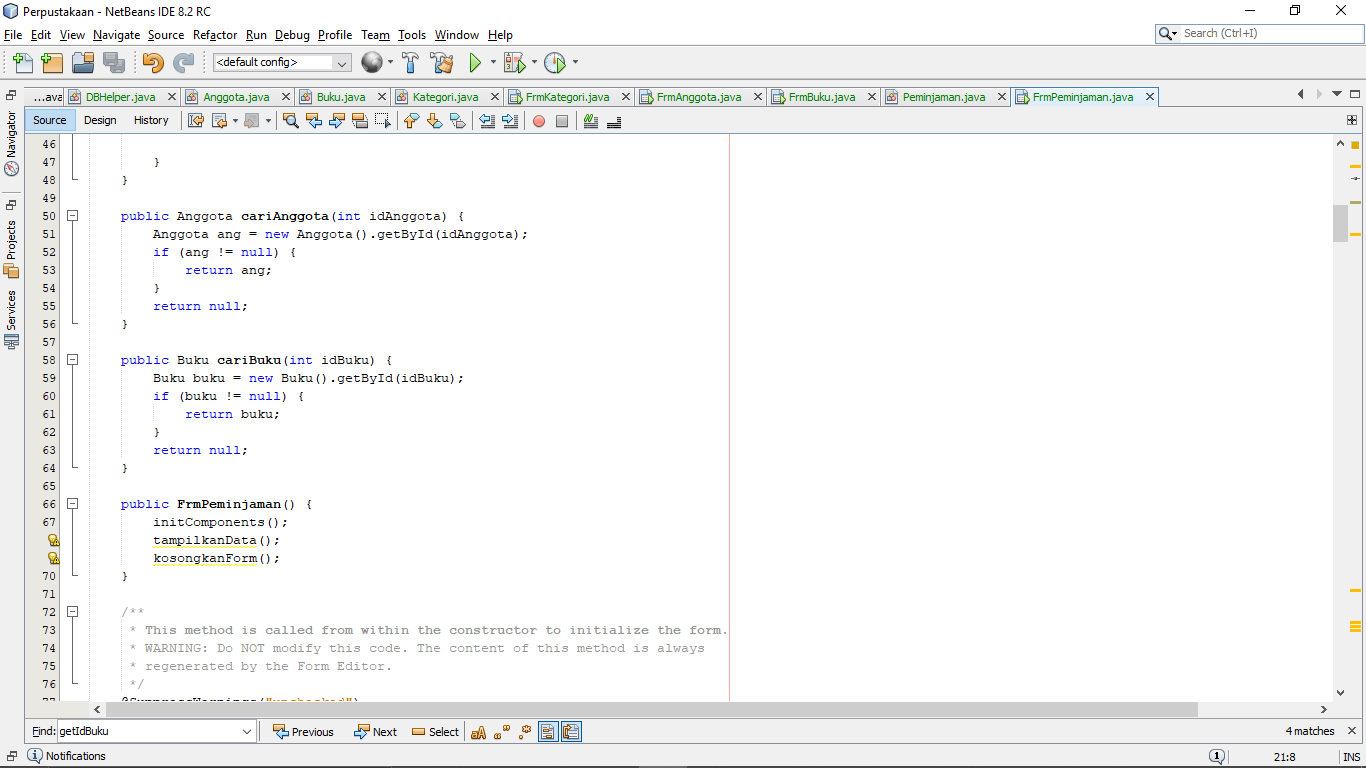 Perpustakaan - NetBeans IDE 8.2 RC
File Edit View Navigate Source Refactor Run Debug Profile Team Tools Window Help
Search (Ctrl+I)
<default config>
...ava DBHelper.java Anggota.java Buku.java Kategori.java FrmKategori.java FrmAnggota.java FrmBuku.java Peminjaman.java FrmPeminjaman.java
Source Design History
Navigator
Projects
Services
46
47 }
48 }
49
50 public Anggota cariAnggota(int idAnggota) {
51 Anggota ang = new Anggota().getById(idAnggota);
52 if (ang != null) {
53 return ang;
54 }
55 return null;
56 }
57
58 public Buku cariBuku(int idBuku) {
59 Buku buku = new Buku().getById(idBuku);
60 if (buku != null) {
61 return buku;
62 }
63 return null;
64 }
65
66 public FrmPeminjaman() {
67 initComponents();
tampilkanData();
kosongkanForm();
70 }
71
72 /**
73 * This method is called from within the constructor to initialize the form.
74 * WARNING: Do NOT modify this code. The content of this method is always
75 * regenerated by the Form Editor.
76 */
77 @SuppressWarnings("unchecked")
Find: getIdBuku Previous Next Select 4 matches
Notifications 1 21:8 INS